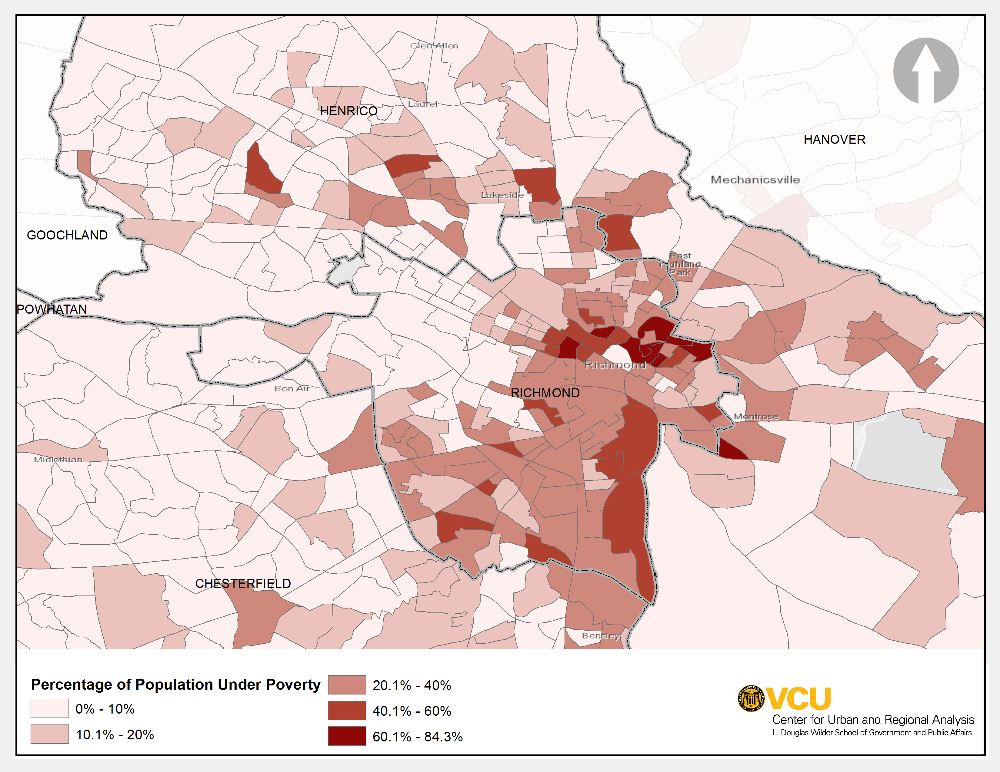 Glen Allen
Laurel
HENRICO
HANOVER
Mechanicsville
Lakeside
GOOCHLAND
East
Highland
Park
POWHATAN
Richmond
Bon Air
RICHMOND
Montrose
Midlothian
CHESTERFIELD
Bensley
Percentage of Population Under Poverty
0% - 10%
10.1% - 20%
20.1% - 40%
40.1% - 60%
60.1% - 84.3%
VCU
Center for Urban and Regional Analysis
L. Douglas Wilder School of Government and Public Affairs